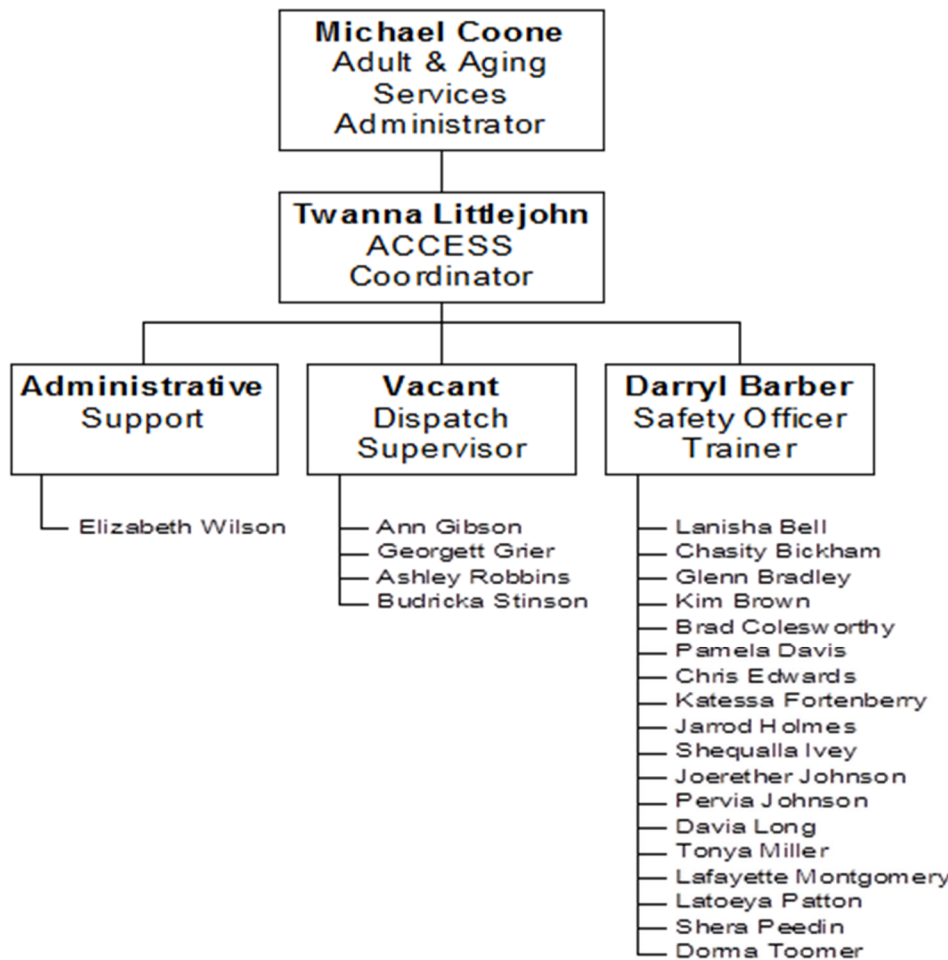 Michael Coone
Adult & Aging
Services
Administrator
Twanna Littlejohn
ACCESS
Coordinator
Administrative
Support
Vacant
Dispatch
Supervisor
Darryl Barber
Safety Officer
Trainer
Elizabeth Wilson
Ann Gibson
Georgett Grier
Ashley Robbins
Budricka Stinson
Lanisha Bell
Chasity Bickham
Glenn Bradley
Kim Brown
Brad Colesworthy
Pamela Davis
Chris Edwards
Katessa Fortenberry
Jarrod Holmes
Shequalla Ivey
Joerether Johnson
Pervia Johnson
Davia Long
Tonya Miller
Lafayette Montgomery
Latoeya Patton
Shera Peedin
Dorma Toomer